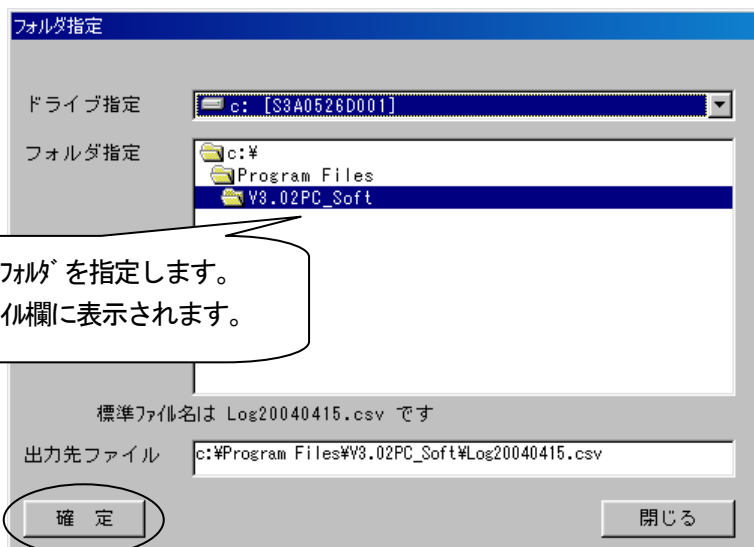 フォルダ指定
ドライブ指定
c: [S3A0526D001]
フォルダ指定
c:¥
Program Files
V3.02PC_Soft
ﾌｫﾙﾀﾞを指定します。
ｲﾙ欄に表示されます。
標準ﾌｧｲﾙ名は Log20040415.csv です
出力先ファイル
c:¥Program Files¥V3.02PC_Soft¥Log20040415.csv
確 定
閉じる